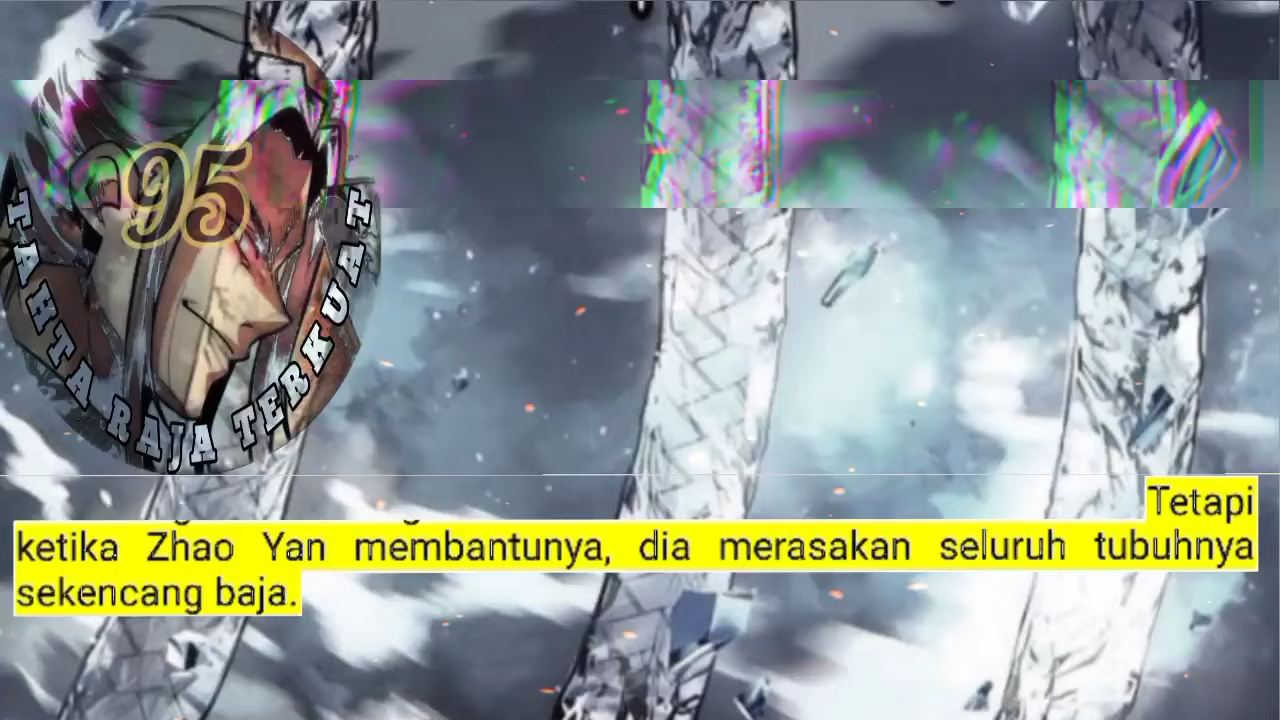 95
TAHTA RAJA TERKUAT
Tetapi
ketika Zhao Yan membantunya, dia merasakan seluruh tubuhnya
sekencang baja.